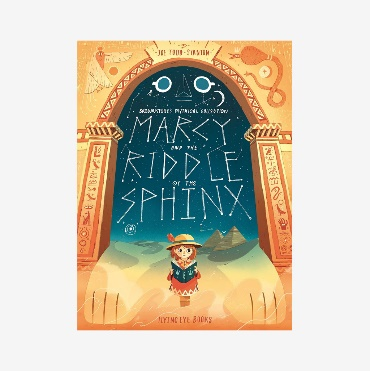 JOE TODD-STANTON
BROWNSTONE'S MYTHICAL COLLECTION
MARCY
AND THE
RIDDLE
OF THE
SPHINX
FLYING EYE BOOKS